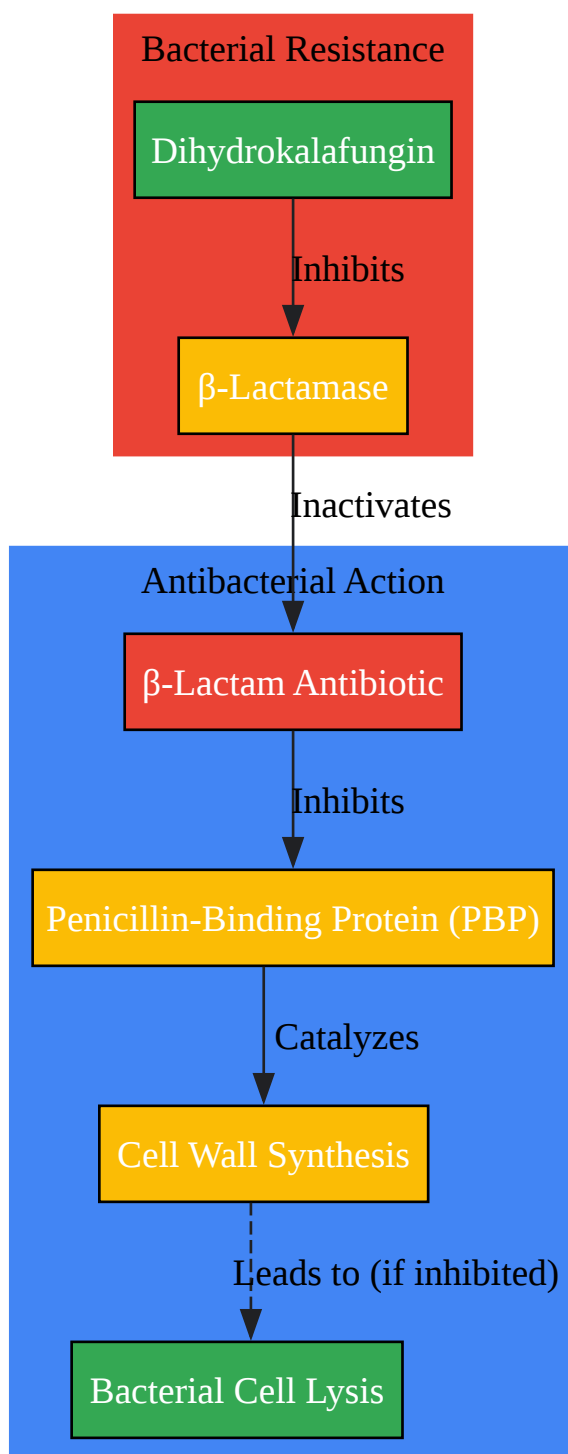 Bacterial Resistance
Dihydrokalafungin
Inhibits
β-Lactamase
Inactivates
Antibacterial Action
β-Lactam Antibiotic
Inhibits
Penicillin-Binding Protein (PBP)
Catalyzes
Cell Wall Synthesis
Leads to (if inhibited)
Bacterial Cell Lysis